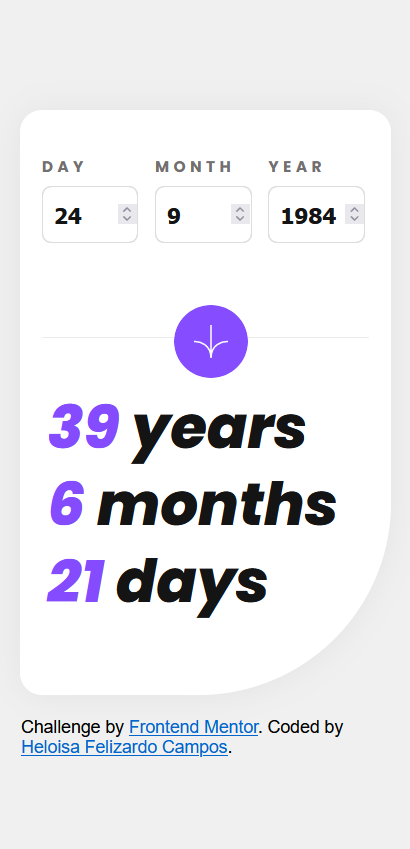 DAY MONTH YEAR
24 9 1984
39 years
6 months
21 days
Challenge by Frontend Mentor. Coded by
Heloisa Felizardo Campos.